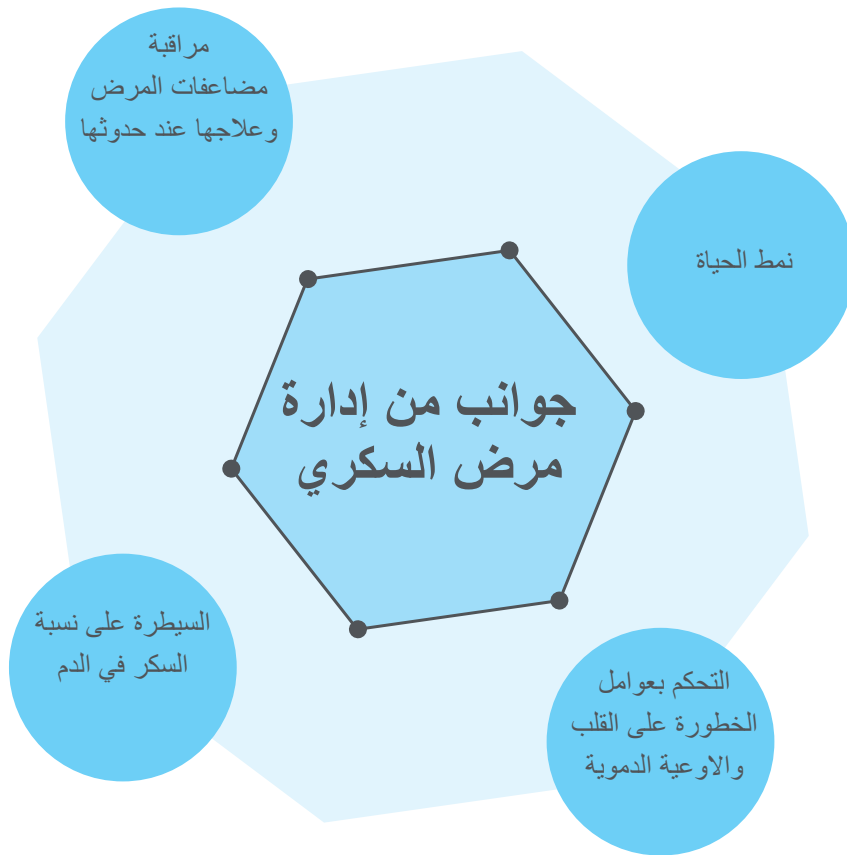 مراقبة
مضاعفات المرض
وعلاجها عند حدوثها
نمط الحياة
جوانب من إدارة
مرض السكري
السيطرة على نسبة
السكر في الدم
التحكم بعوامل
الخطورة على القلب
والاوعية الدموية